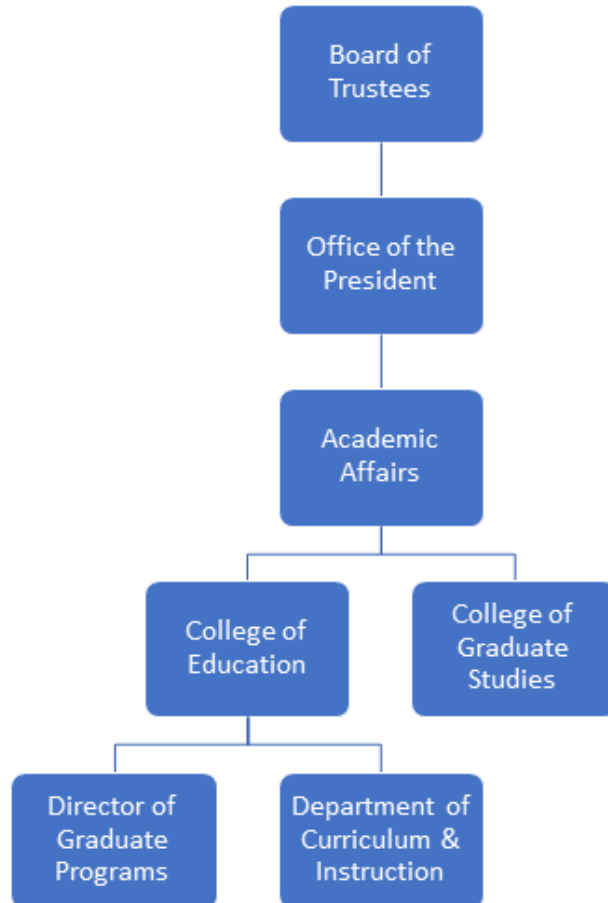 Board of
Trustees
Office of the
President
Academic
Affairs
College of
Education
College of
Graduate
Studies
Director of
Graduate
Programs
Department of
Curriculum &
Instruction